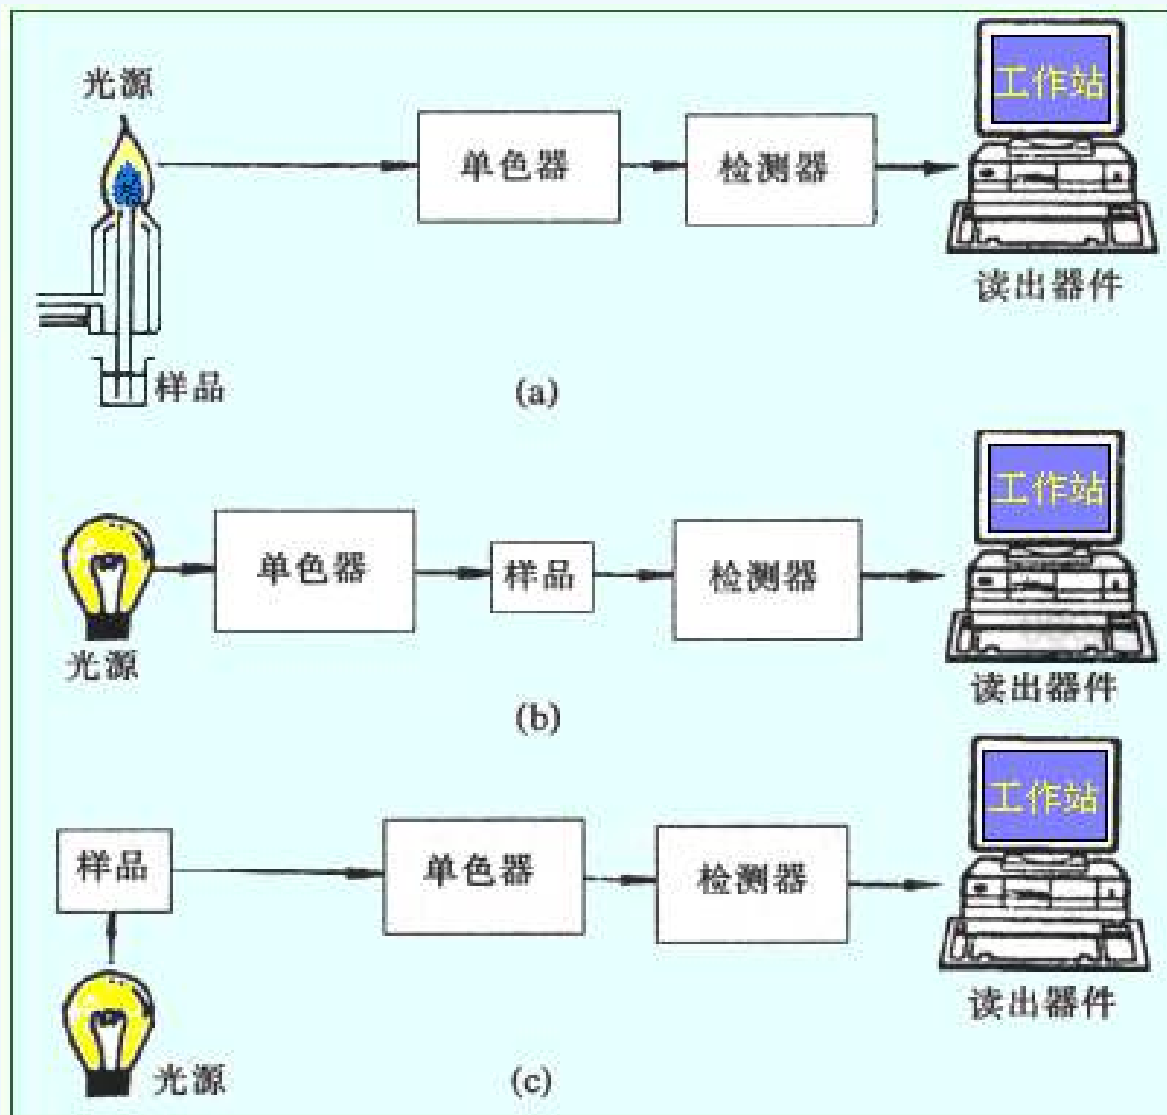 光源
单色器
检测器
工作站
读出器件
样品
(a)
光源
单色器
样品
检测器
工作站
读出器件
(b)
样品
单色器
检测器
工作站
读出器件
光源
(c)